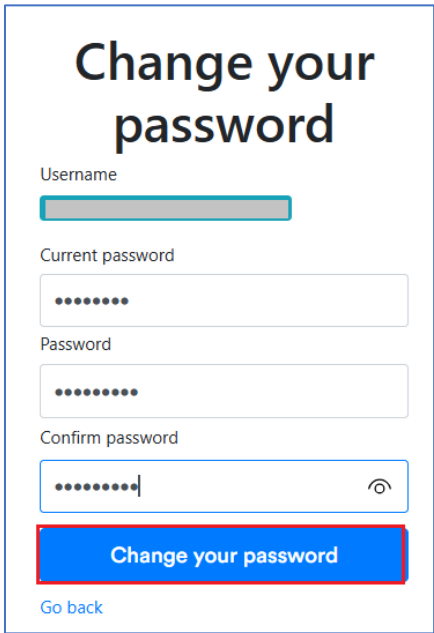 Change your
password
Username
Current password
••••••••
Password
•••••••••
Confirm password
•••••••••
Change your password
Go back